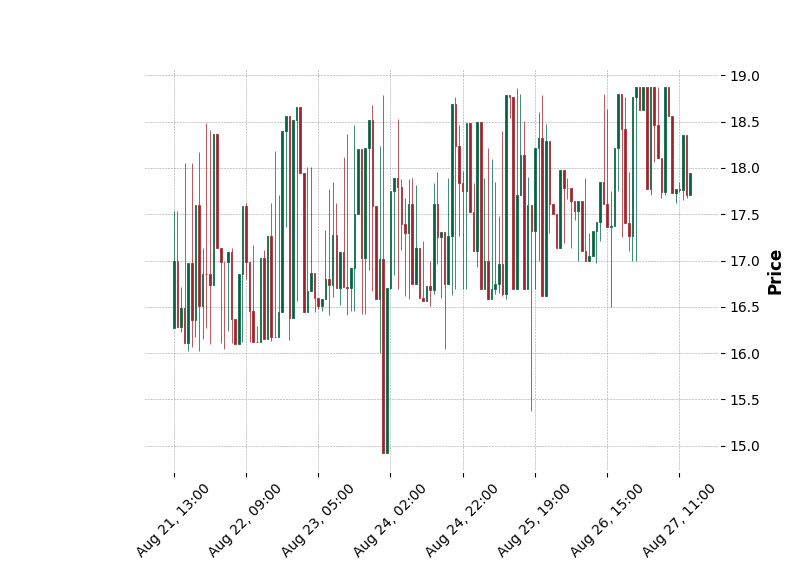 19.0
18.5
18.0
17.5
17.0
16.5
16.0
15.5
15.0
Price
Aug 21, 13:00
Aug 22, 09:00
Aug 23, 05:00
Aug 24, 02:00
Aug 24, 22:00
Aug 25, 19:00
Aug 26, 15:00
Aug 27, 11:00